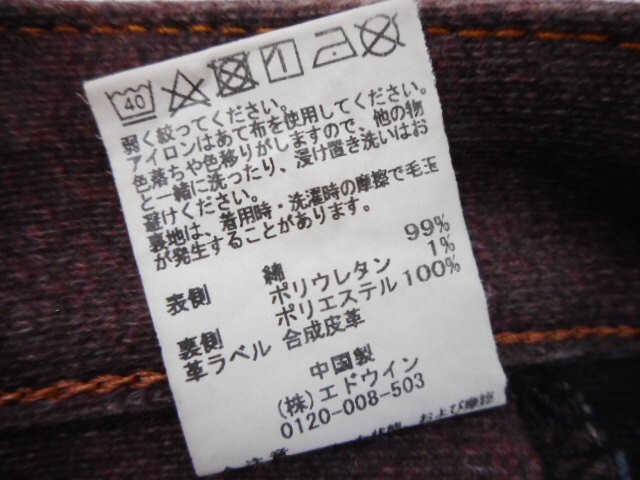 40
弱く絞ってください。
アイロンはあて布を使用してください。
色落ちや色移りがしますので、他の物
と一緒に洗ったり、浸け置き洗いはお
避けください。
裏地は、着用時・洗濯時の摩擦で毛玉
が発生することがあります。
表側 綿 99%
ポリウレタン 1%
裏側 ポリエステル 100%
革ラベル 合成皮革
中国製
(株)エドウイン
0120-008-503
および摩擦